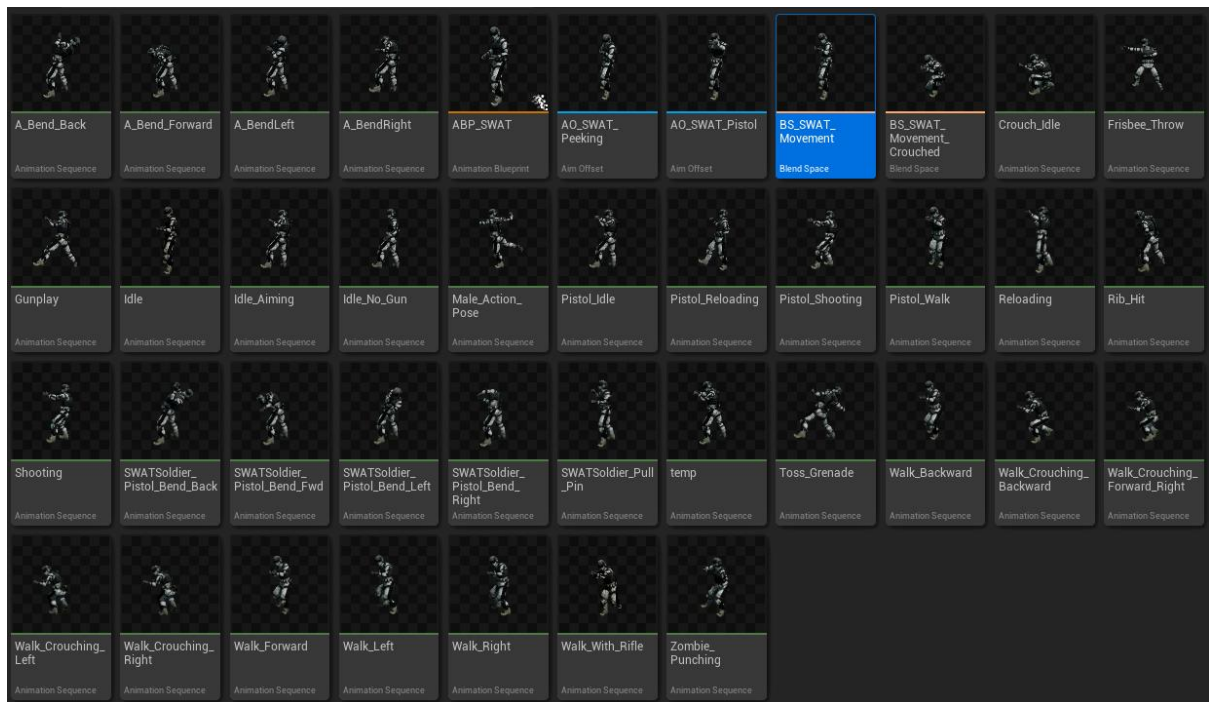 A_Bend_Back
Animation Sequence
A_Bend_Forward
Animation Sequence
A_BendLeft
Animation Sequence
A_BendRight
Animation Sequence
ABP_SWAT
Animation Blueprint
AO_SWAT_
Peeking
Aim Offset
AO_SWAT_Pistol
Aim Offset
BS_SWAT_
Movement
Blend Space
BS_SWAT_
Movement_
Crouched
Blend Space
Crouch_Idle
Animation Sequence
Frisbee_Throw
Animation Sequence
Gunplay
Animation Sequence
Idle
Animation Sequence
Idle_Aiming
Animation Sequence
Idle_No_Gun
Animation Sequence
Male_Action_
Pose
Animation Sequence
Pistol_Idle
Animation Sequence
Pistol_Reloading
Animation Sequence
Pistol_Shooting
Animation Sequence
Pistol_Walk
Animation Sequence
Reloading
Animation Sequence
Rib_Hit
Animation Sequence
Shooting
Animation Sequence
SWATSoldier_
Pistol_Bend_Back
Animation Sequence
SWATSoldier_
Pistol_Bend_Fwd
Animation Sequence
SWATSoldier_
Pistol_Bend_Left
Animation Sequence
SWATSoldier_
Pistol_Bend_
Right
Animation Sequence
SWATSoldier_Pull
_Pin
Animation Sequence
temp
Animation Sequence
Toss_Grenade
Animation Sequence
Walk_Backward
Animation Sequence
Walk_Crouching_
Backward
Animation Sequence
Walk_Crouching_
Forward_Right
Animation Sequence
Walk_Crouching_
Left
Animation Sequence
Walk_Crouching_
Right
Animation Sequence
Walk_Forward
Animation Sequence
Walk_Left
Animation Sequence
Walk_Right
Animation Sequence
Walk_With_Rifle
Animation Sequence
Zombie_
Punching
Animation Sequence